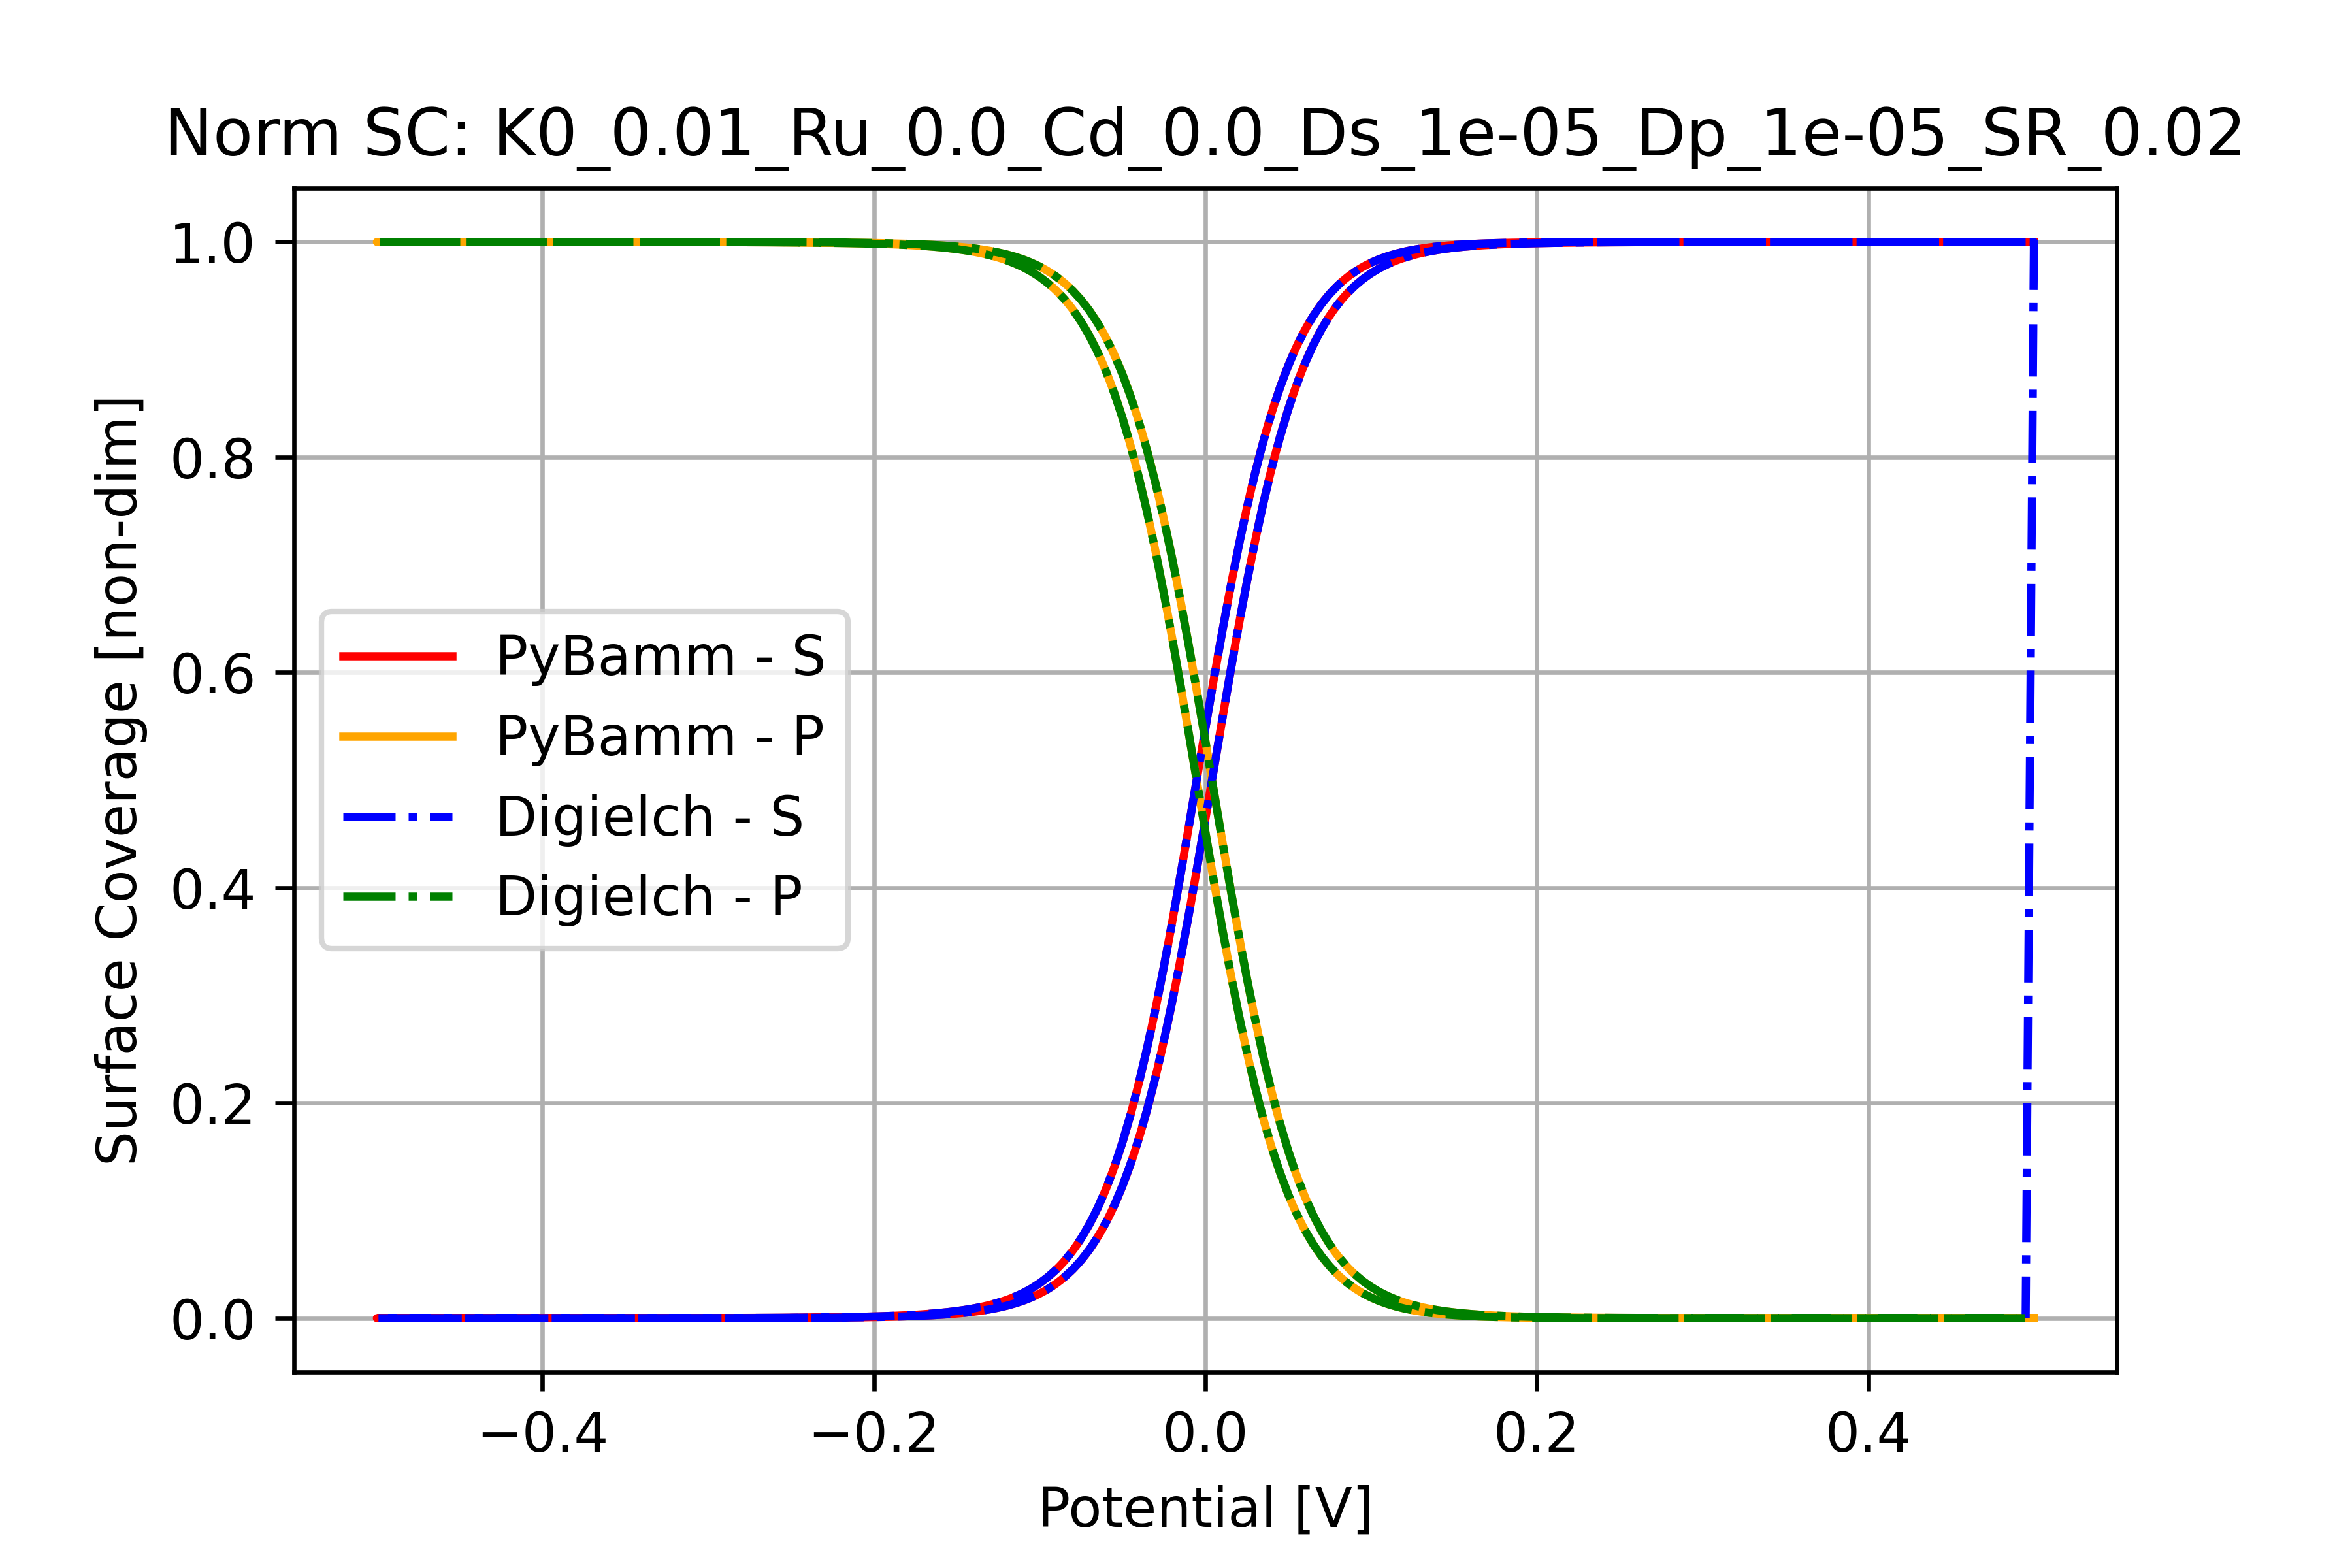 Norm SC: K0_0.01_Ru_0.0_Cd_0.0_Ds_1e-05_Dp_1e-05_SR_0.02
Surface Coverage [non-dim]
1.0
0.8
0.6
0.4
0.2
0.0
PyBamm - S
PyBamm - P
Digielch - S
Digielch - P
−0.4
−0.2
0.0
0.2
0.4
Potential [V]